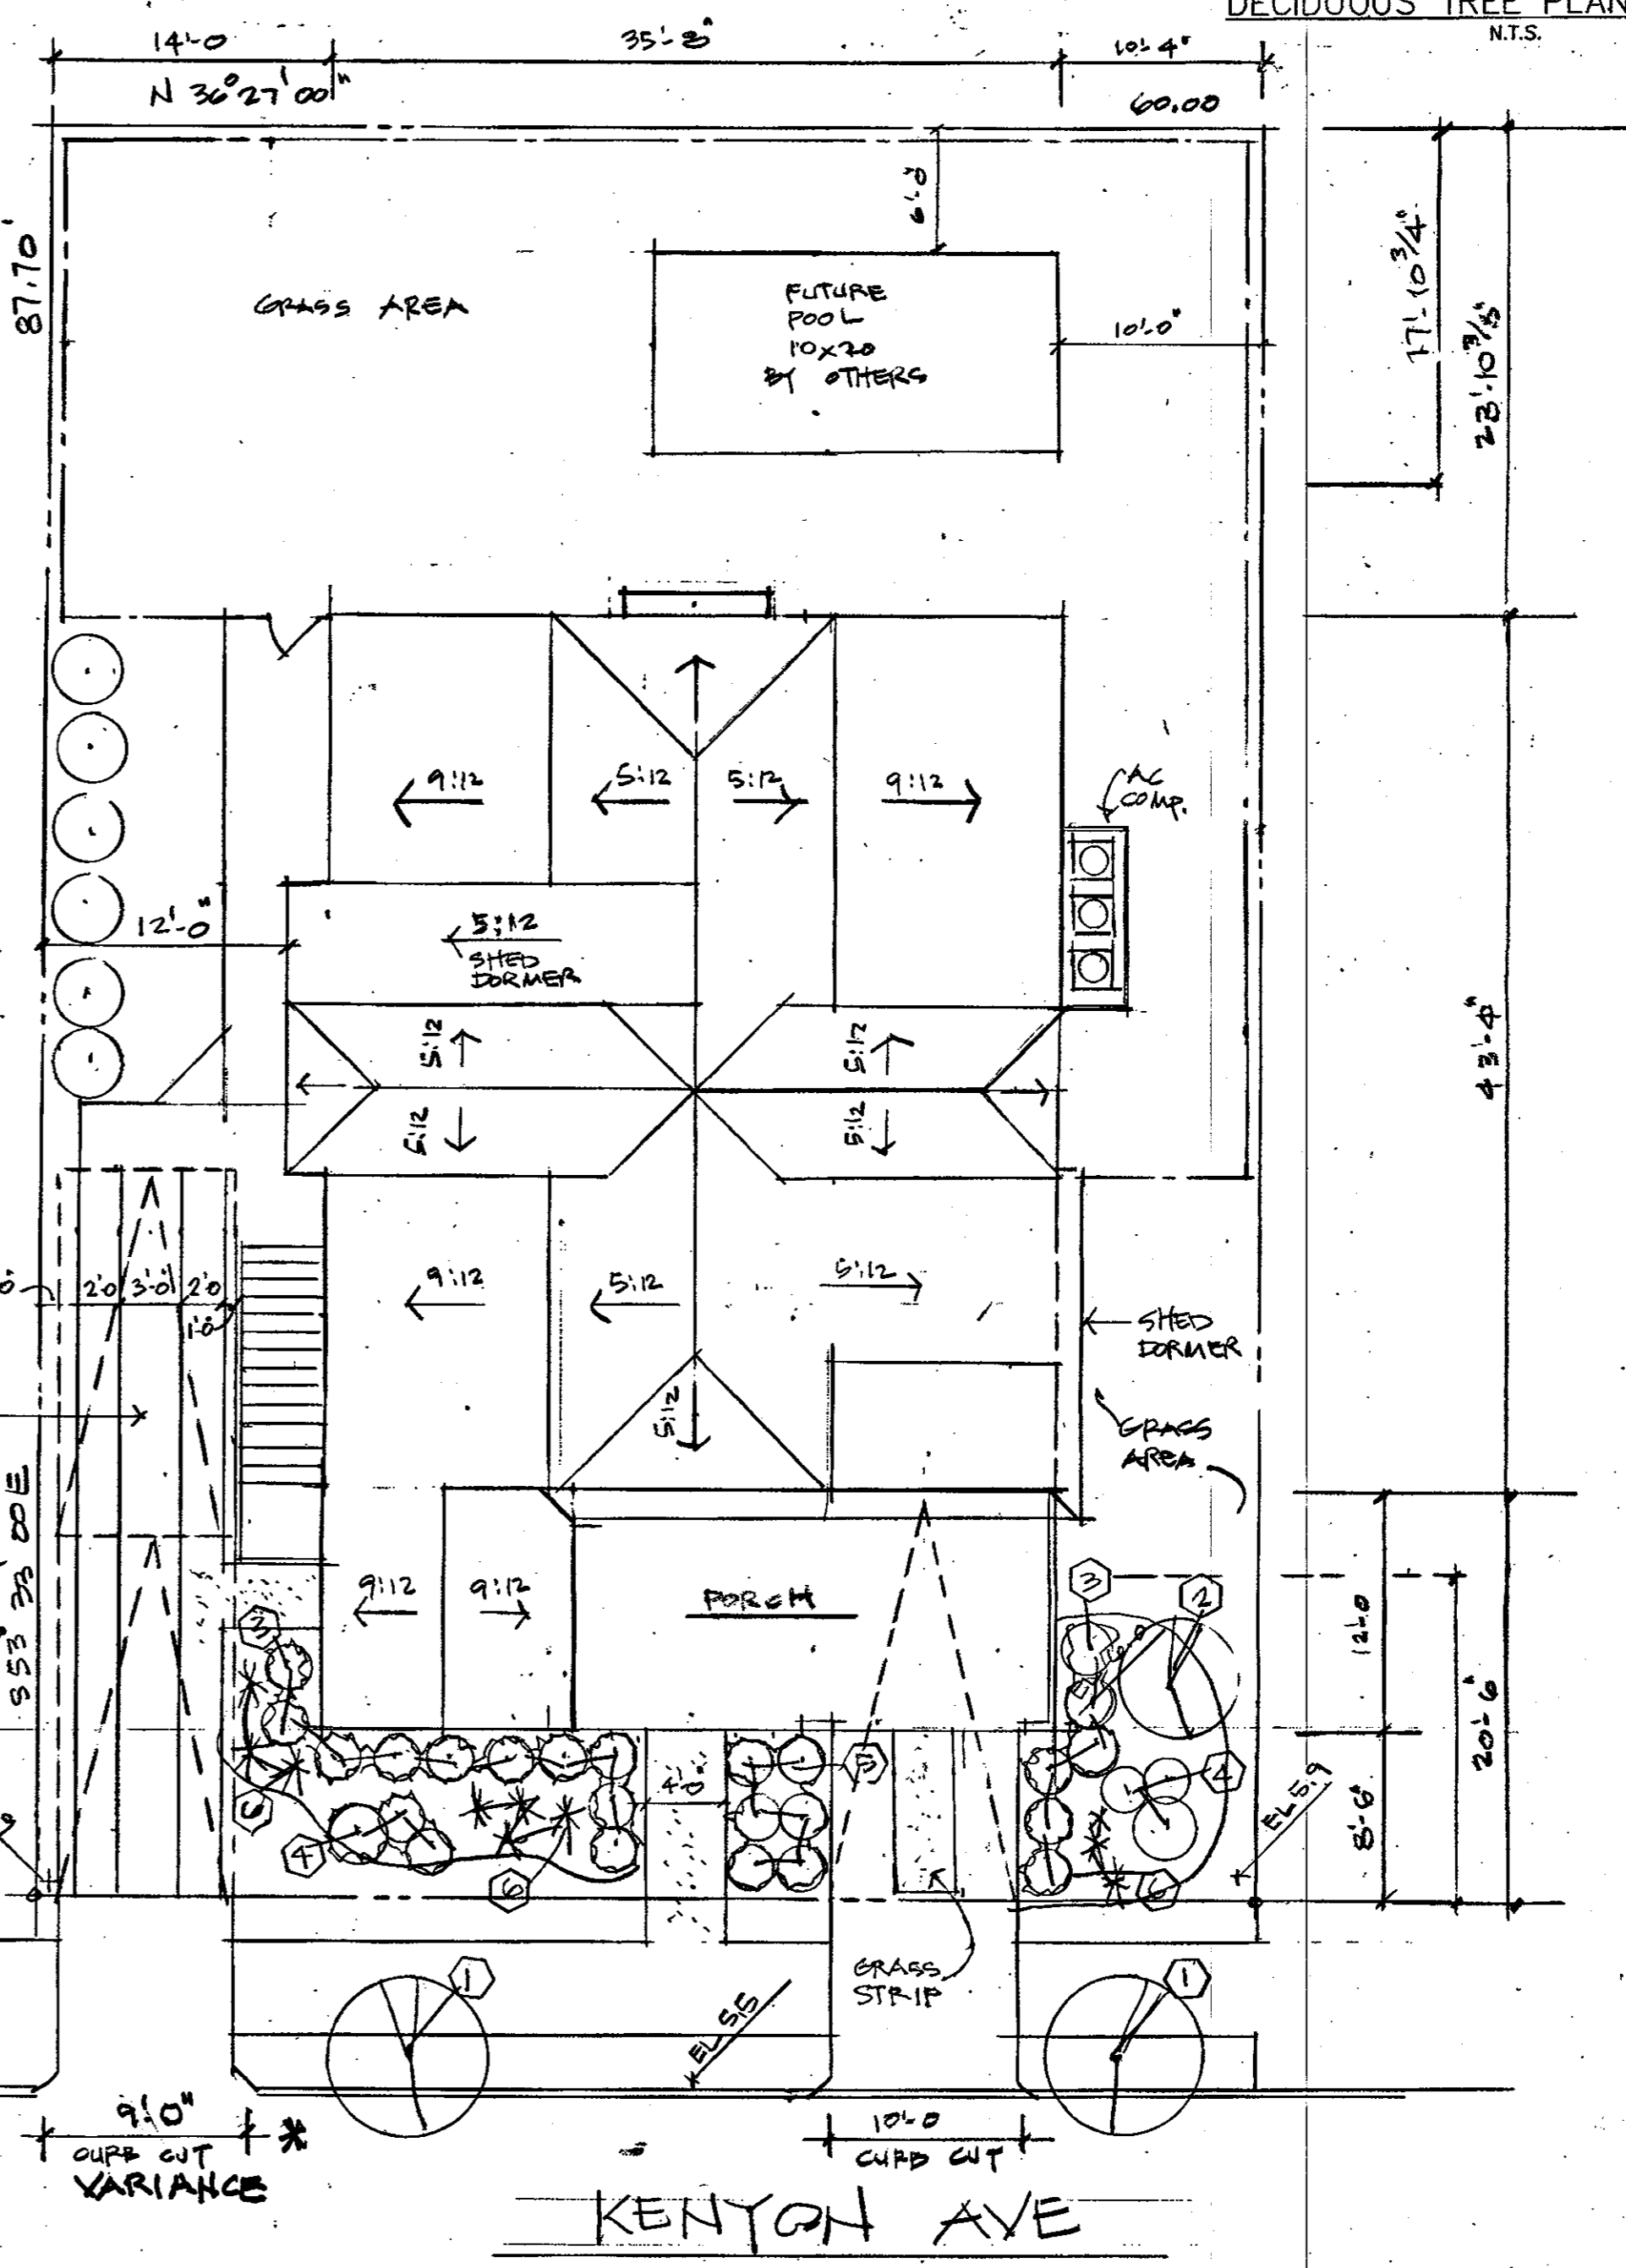 DECIDUOUS TREE PLAN
N.T.S.
14'-0
35'-8"
10'-4"
N 36°27'00"
60.00
87.70'
6'-0"
GRASS AREA
FUTURE
POOL
10x20
BY OTHERS
10'-0"
17'-10 3/4"
43'-4"
9:12
5:12
5:12
9:12
AC
COMP.
12'-0"
5:12
SHED
DORMER
5:12
5:12
5:12
5:12
2'0
3'-0"
2'0
1'0
9:12
5:12
5:12
SHED
DORMER
5:12
GRASS
AREA
S 53° 33' 00 E
9:12
9:12
PORCH
3
3
2
12'-0
20'-6"
4'-0"
5
4
8'-6"
EL 5.9
6
4
6
6
GRASS
STRIP
1
1
EL 5.5
9'0"
CURB CUT
VARIANCE
*
10'-0
CURB CUT
KENYON AVE